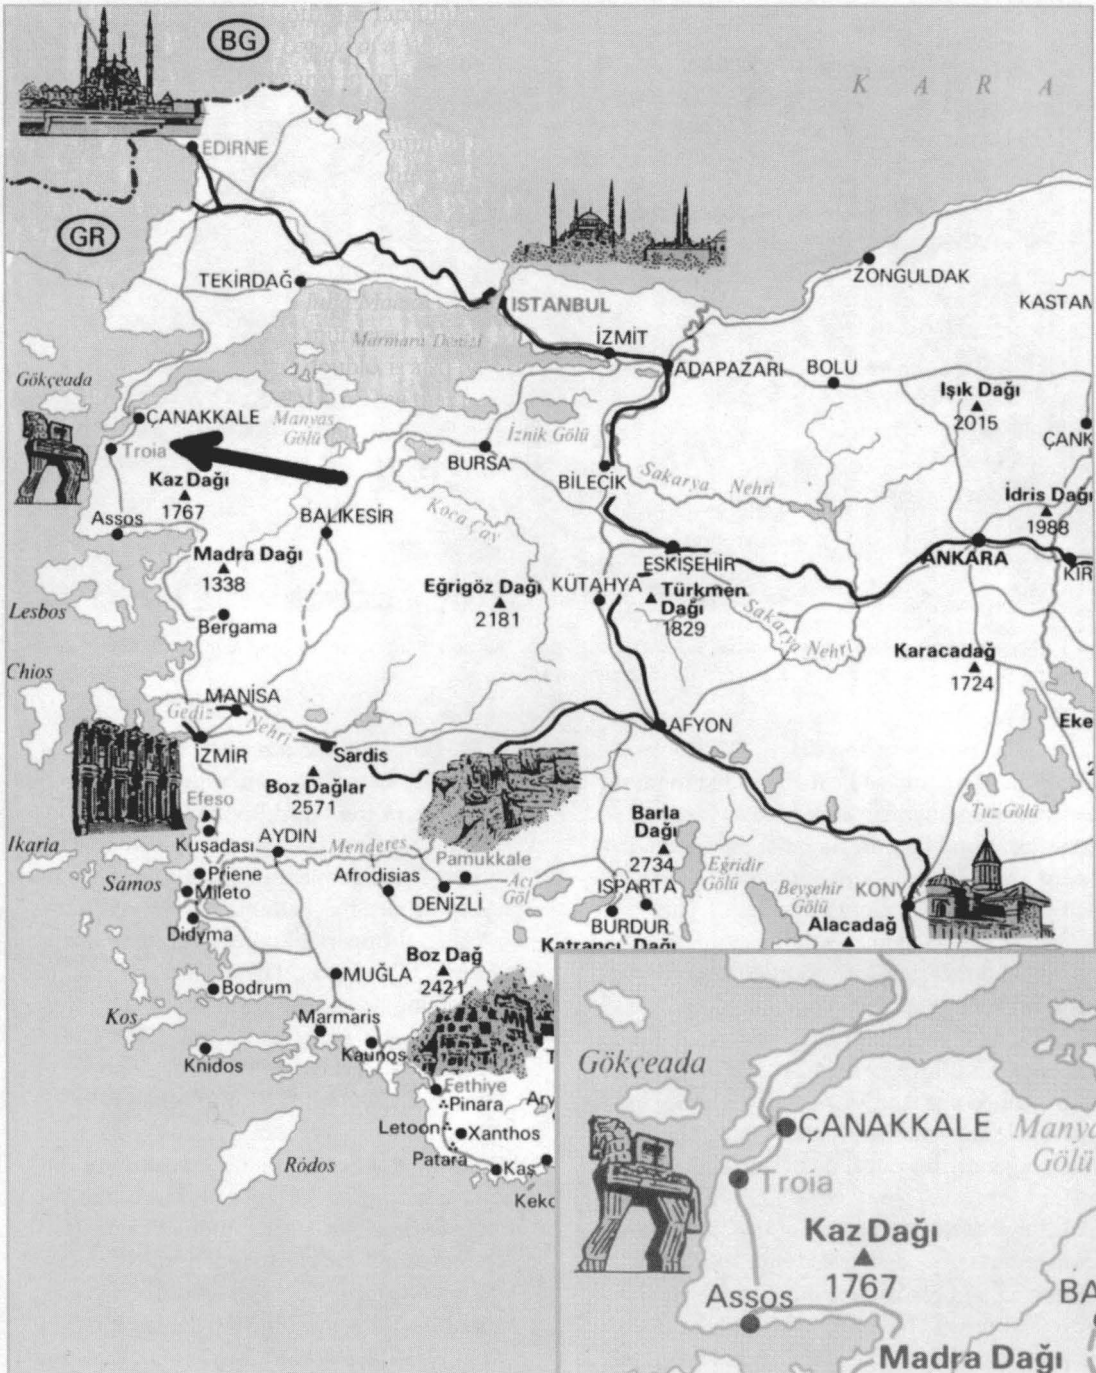 BG
K A R A
EDIRNE
GR
TEKİRDAĞ
ISTANBUL
ZONGULDAK
KASTAM
Marmara Denizi
İZMİT
ADAPAZARI
BOLU
Gökçeada
ÇANAKKALE
Manyas
Gölü
İznik Gölü
Işık Dağı
2015
ÇANK
Troia
BURSA
BİLECİK
Sakarya Nehri
Kaz Dağı
1767
İdris Dağı
1988
Assos
BALIKESİR
Koca Çay
ESKİŞEHİR
ANKARA
KIR
Madra Dağı
1338
Eğrigöz Dağı
2181
KÜTAHYA
Türkmen
Dağı
1829
Sakarya
Nehri
Lesbos
Bergama
Karacadağ
1724
Chios
MANİSA
Gediz
Nehri
İZMİR
Sardis
AFYON
Eke
2
Boz Dağlar
2571
Efeso
Kuşadası
AYDIN
Menderes
Pamukkale
Barla
Dağı
2734
Eğridir
Gölü
Tuz Gölü
Ikaria
Sámos
Priene
Mileto
Afrodisias
DENİZLİ
Acı
Göl
ISPARTA
BURDUR
Beyşehir
Gölü
KONYA
Alacadağ
Didyma
Katrancı Dağı
Boz Dağ
2421
MUĞLA
Bodrum
Kos
Marmaris
Kaunos
Knidos
Fethiye
Pinara
Ary
Letoon
Xanthos
Patara
Kaş
Keko
Ródos
Gökçeada
ÇANAKKALE
Manya
Gölü
Troia
Kaz Dağı
1767
Assos
BA
Madra Dağı